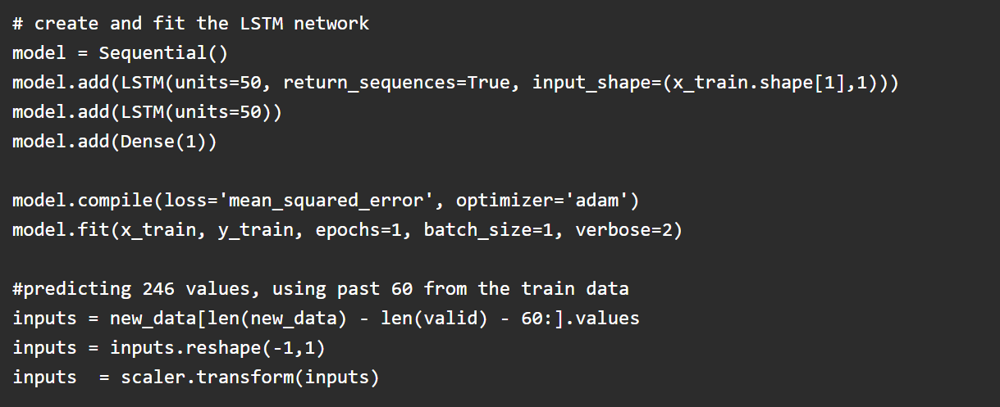 # create and fit the LSTM network
model = Sequential()
model.add(LSTM(units=50, return_sequences=True, input_shape=(x_train.shape[1],1)))
model.add(LSTM(units=50))
model.add(Dense(1))

model.compile(loss='mean_squared_error', optimizer='adam')
model.fit(x_train, y_train, epochs=1, batch_size=1, verbose=2)

#predicting 246 values, using past 60 from the train data
inputs = new_data[len(new_data) - len(valid) - 60:].values
inputs = inputs.reshape(-1,1)
inputs  = scaler.transform(inputs)